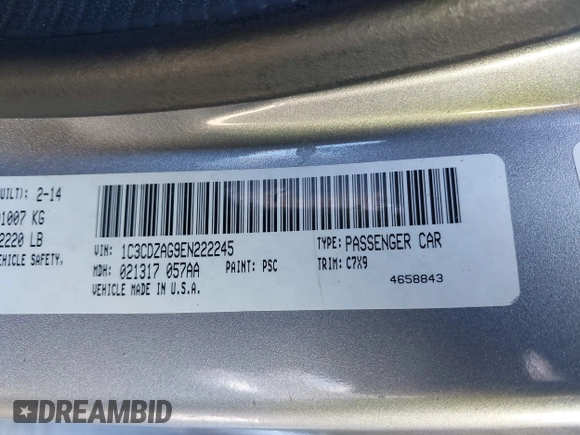 UILT): 2-14
01007 KG
2220 LB
EHICLE SAFETY,
VIN: 1C3CDZAG9EN222245
TYPE: PASSENGER CAR
MDH: 021317 057AA PAINT: PSC
TRIM: C7X9
VEHICLE MADE IN U.S.A.
4658843
DREAMBID